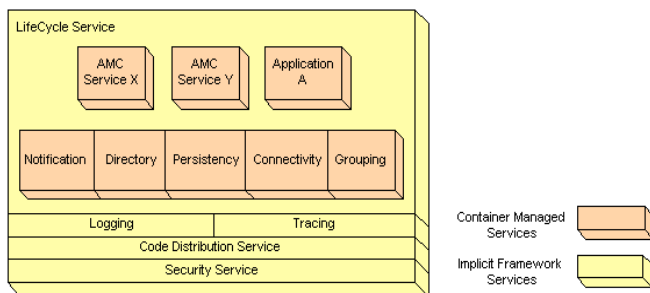 LifeCycle Service
AMC
Service X
AMC
Service Y
Application
A
Notification
Directory
Persistency
Connectivity
Grouping
Logging
Tracing
Code Distribution Service
Security Service
Container Managed
Services
Implicit Framework
Services